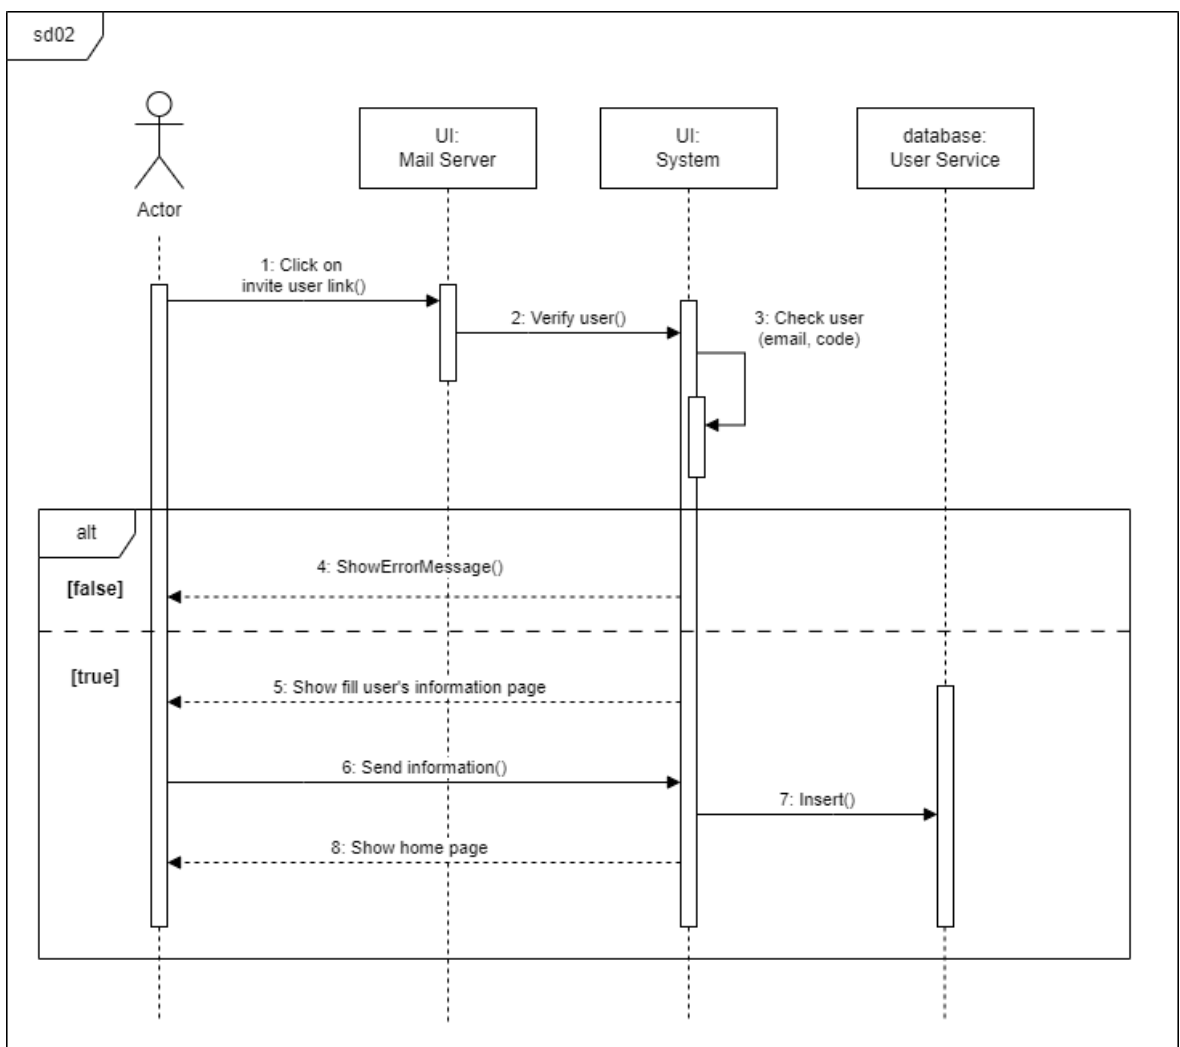 sd02
UI:
Mail Server
UI:
System
database:
User Service
Actor
1: Click on
invite user link()
2: Verify user()
3: Check user
(email, code)
alt
[false]
4: ShowErrorMessage()
[true]
5: Show fill user's information page
6: Send information()
7: Insert()
8: Show home page